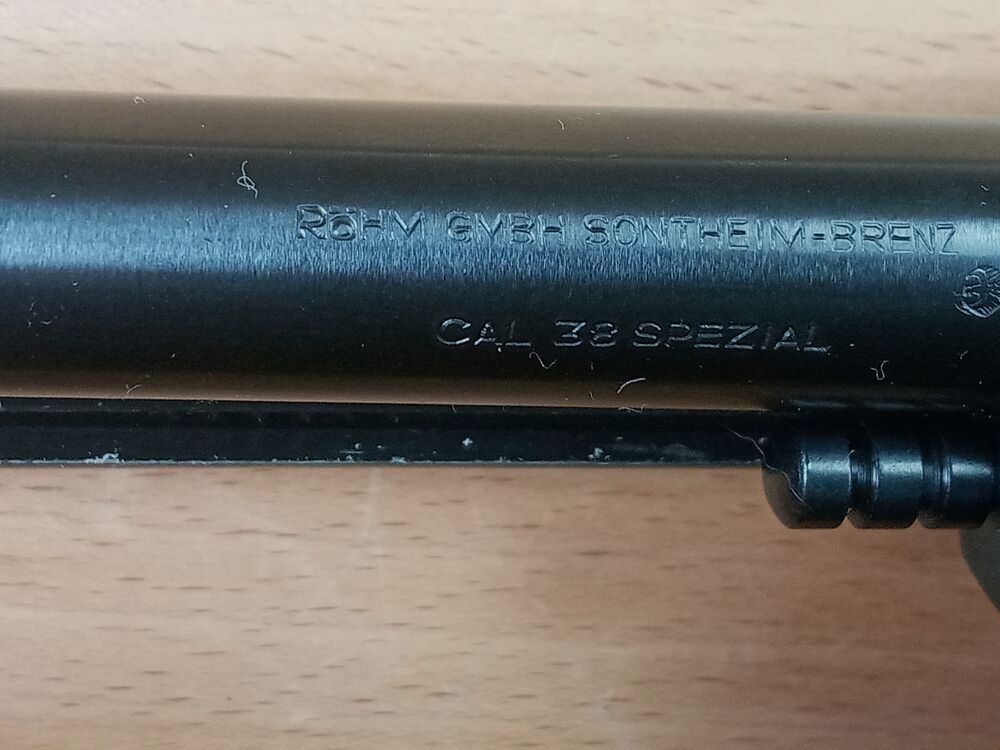 RöHM GMBH SONTHEIM-BRENZ
CAL 38 SPEZIAL